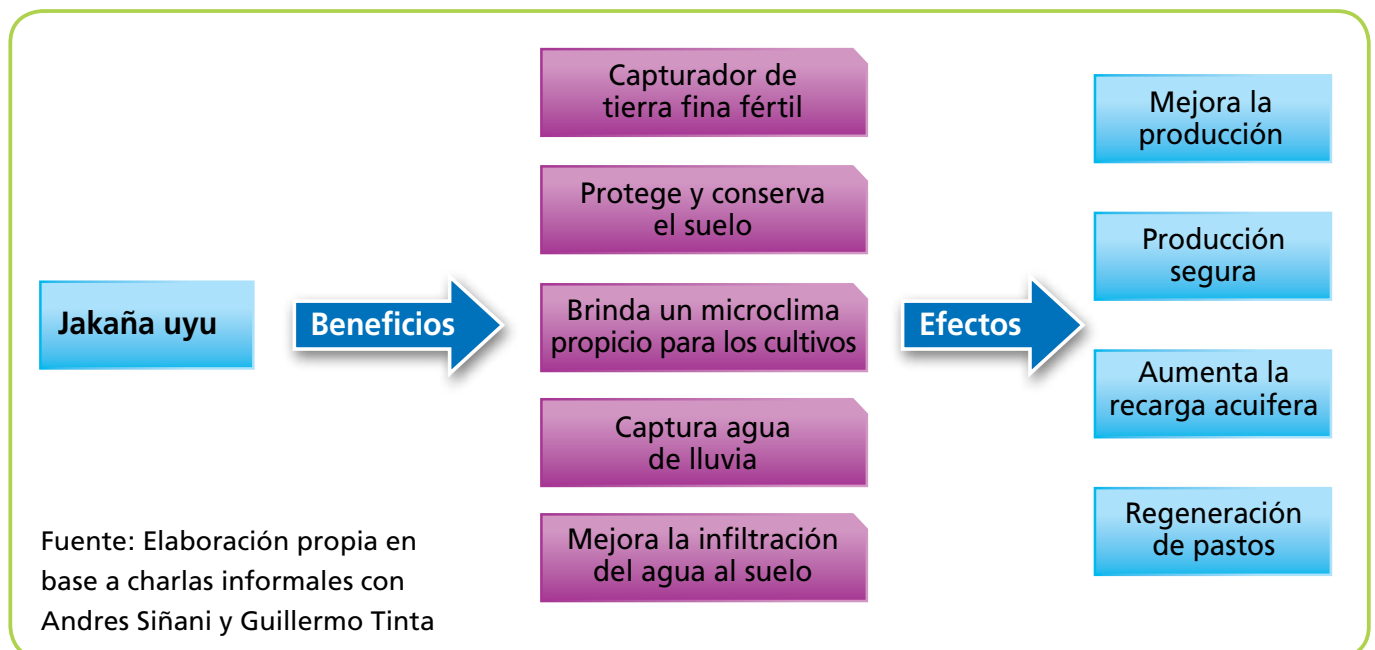 Jakaña uyu
Beneficios
Capturador de
tierra fina fértil
Protege y conserva
el suelo
Brinda un microclima
propicio para los cultivos
Captura agua
de lluvia
Mejora la infiltración
del agua al suelo
Efectos
Mejora la
producción
Producción
segura
Aumenta la
recarga acuifera
Regeneración
de pastos
Fuente: Elaboración propia en
base a charlas informales con
Andres Siñani y Guillermo Tinta